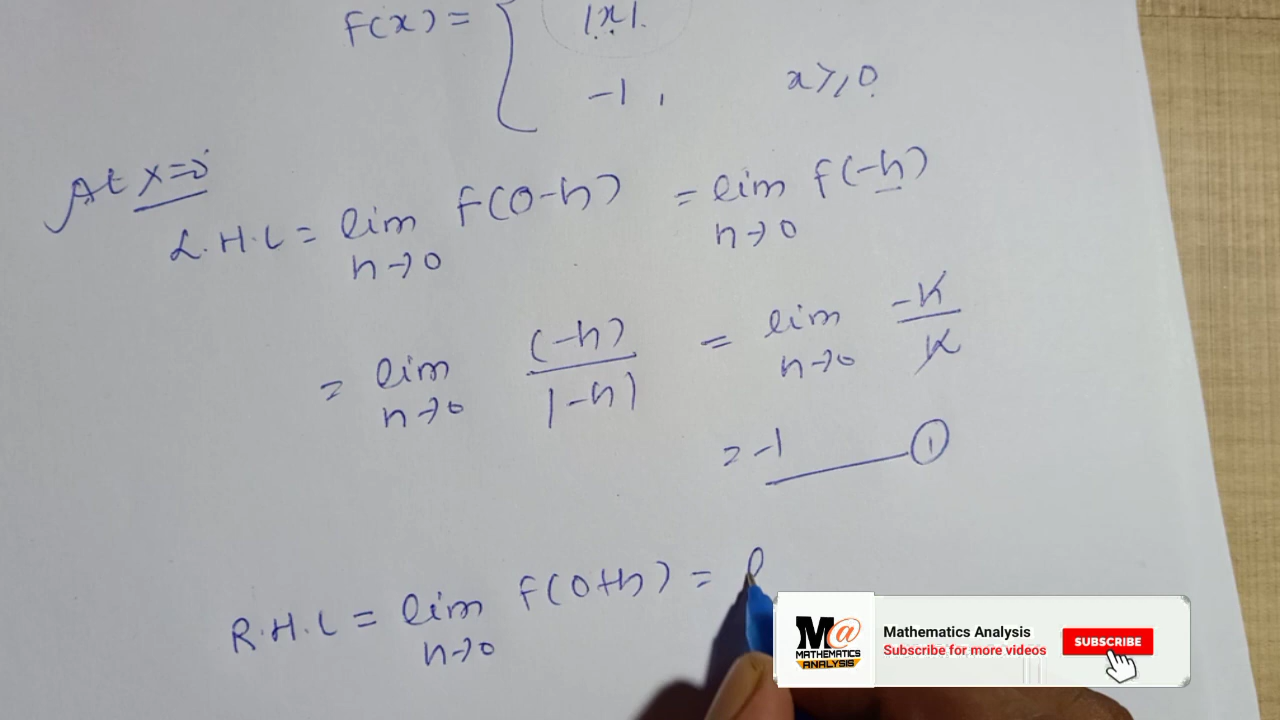 f(x) = { |x|.
-1, x ≥ 0
At x=0
L.H.L = lim f(0-h) = lim f(-h)
h→0 h→0
= lim (-h)/|-h| = lim -h/h
h→0 h→0
= -1 ①
R.H.L = lim f(0+h) = l
h→0
M@
MATHEMATICS
ANALYSIS
Mathematics Analysis
Subscribe for more videos
SUBSCRIBE